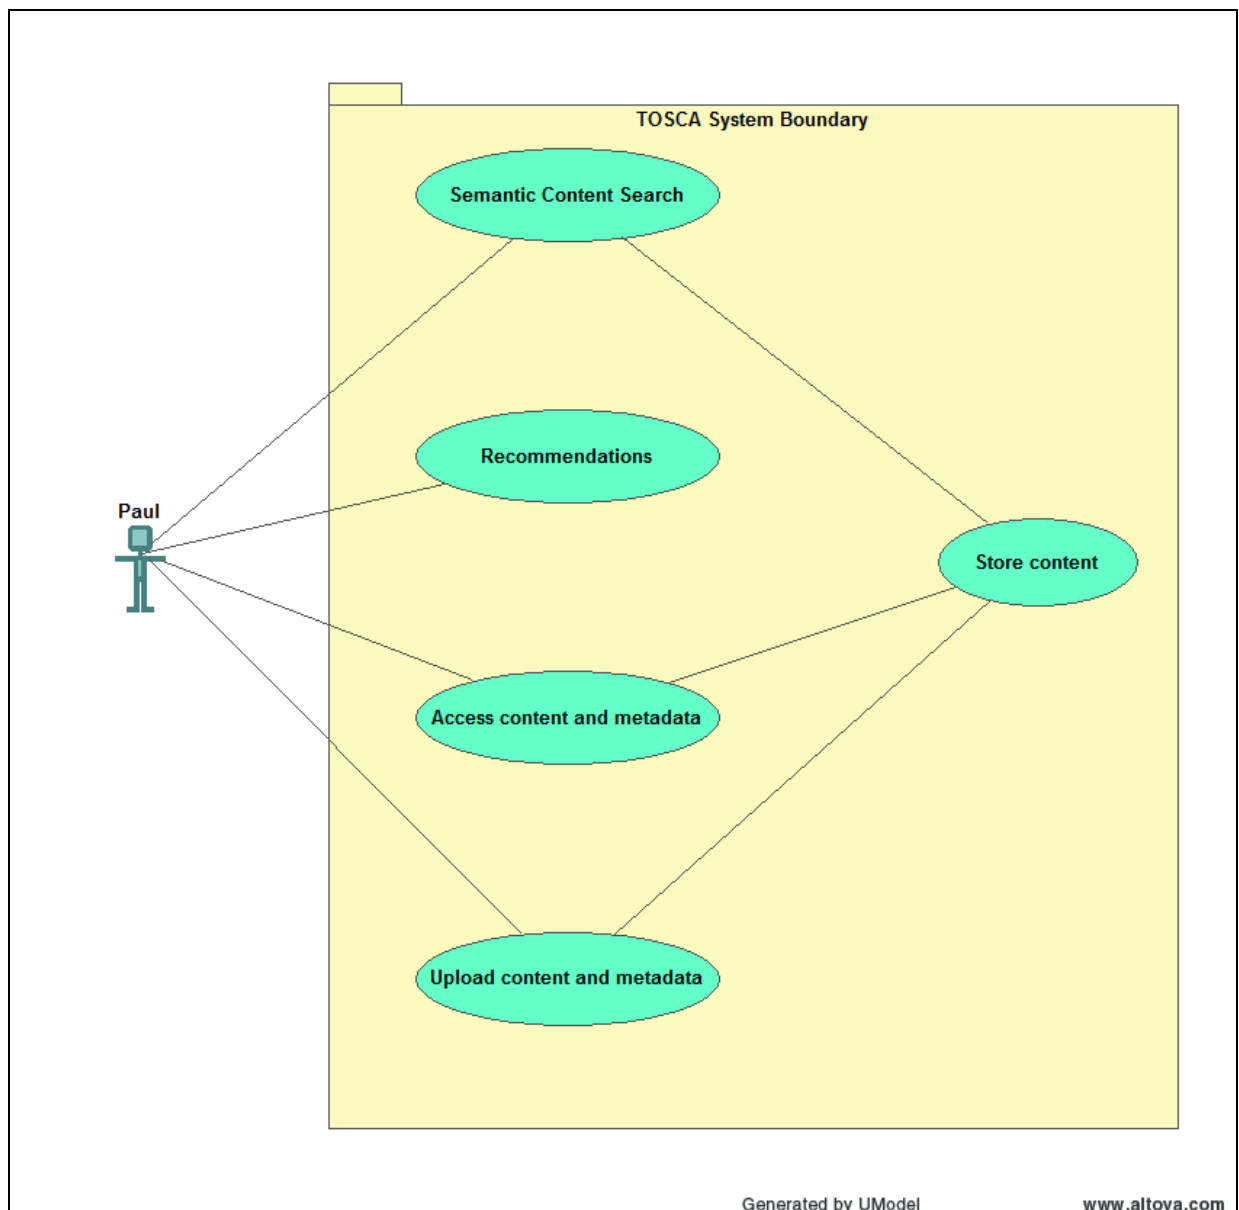 TOSCA System Boundary
Semantic Content Search
Recommendations
Paul
Store content
Access content and metadata
Upload content and metadata
Generated by UModel
www.altova.com